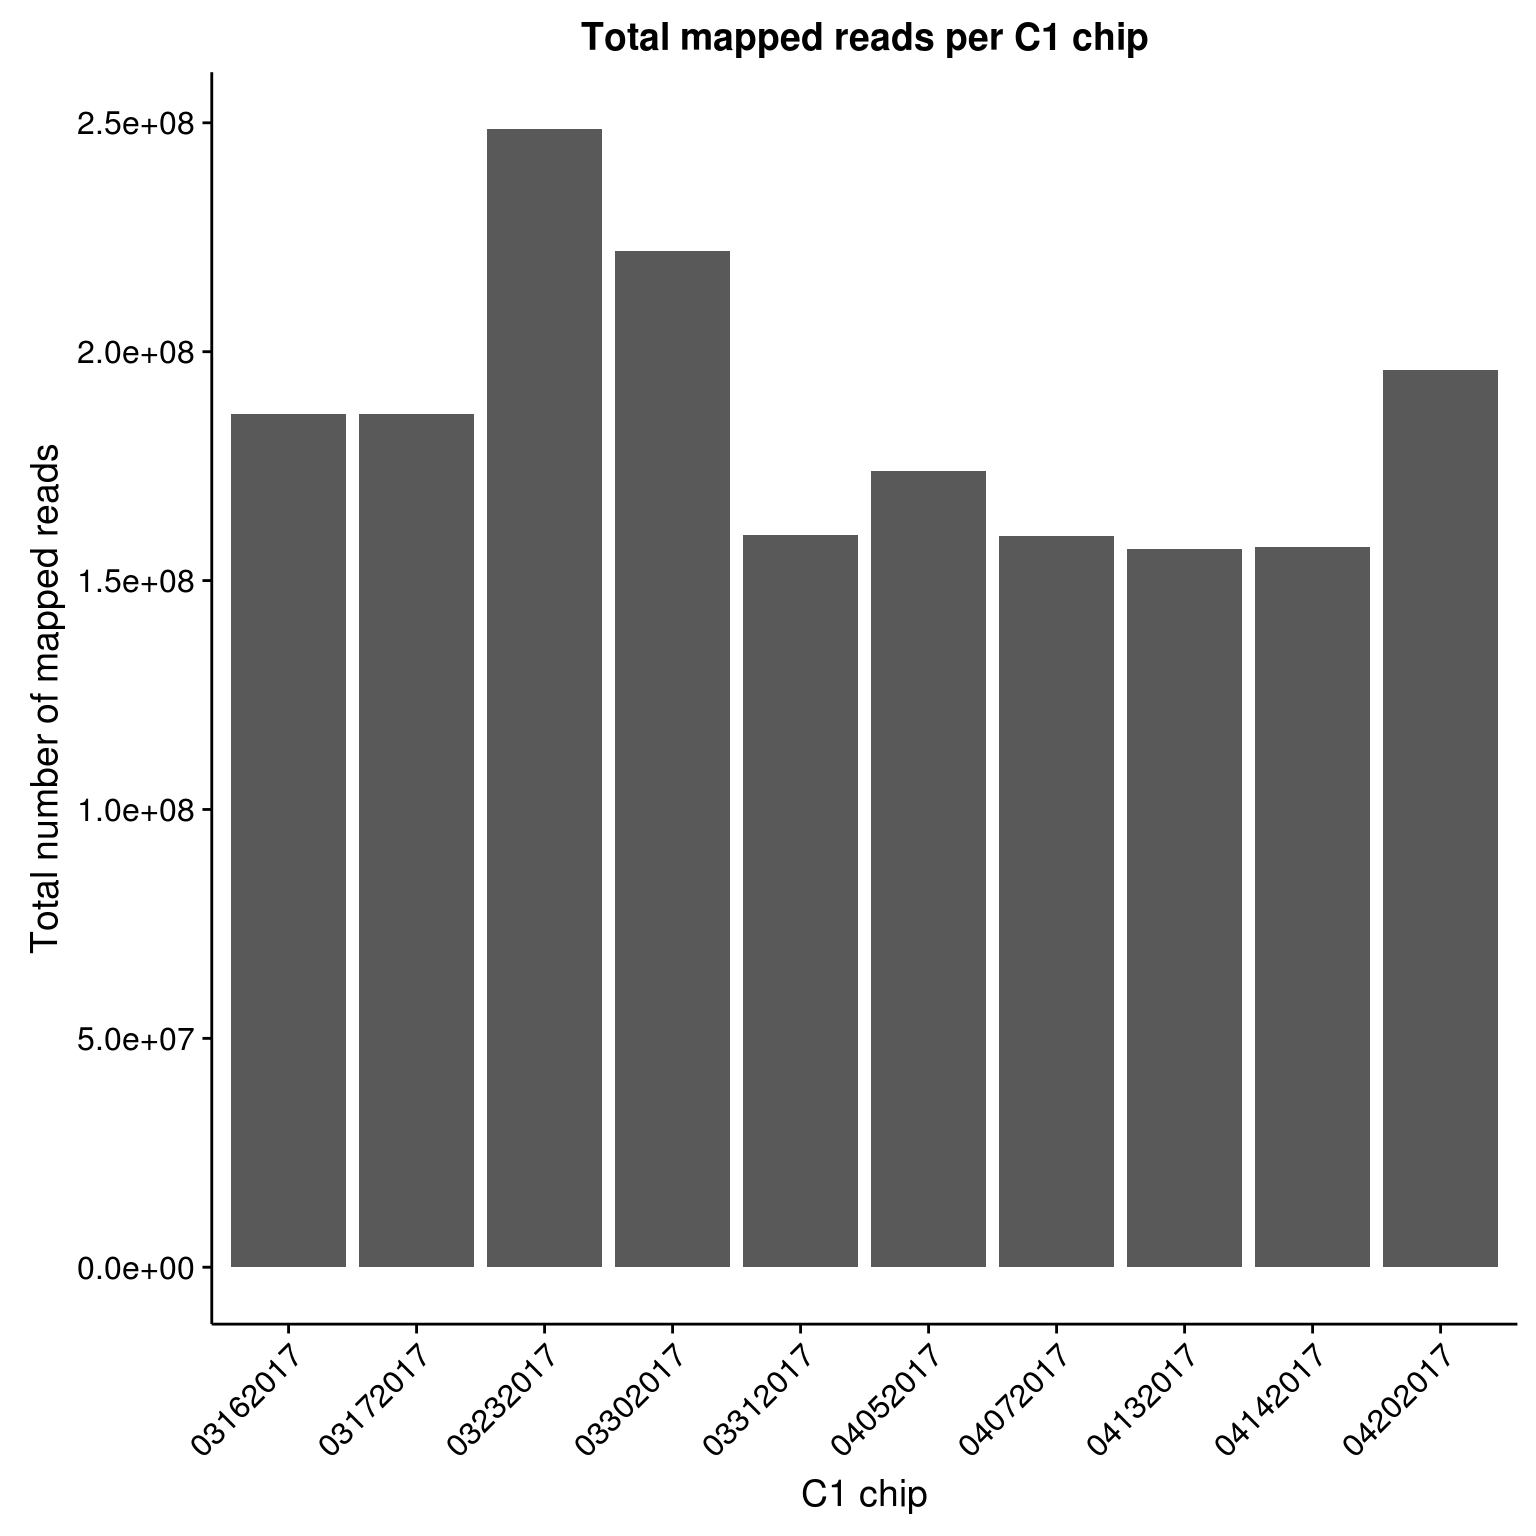 Total mapped reads per C1 chip
Total number of mapped reads
2.5e+08
2.0e+08
1.5e+08
1.0e+08
5.0e+07
0.0e+00
03162017
03172017
03232017
03302017
03312017
04052017
04072017
04132017
04142017
04202017
C1 chip